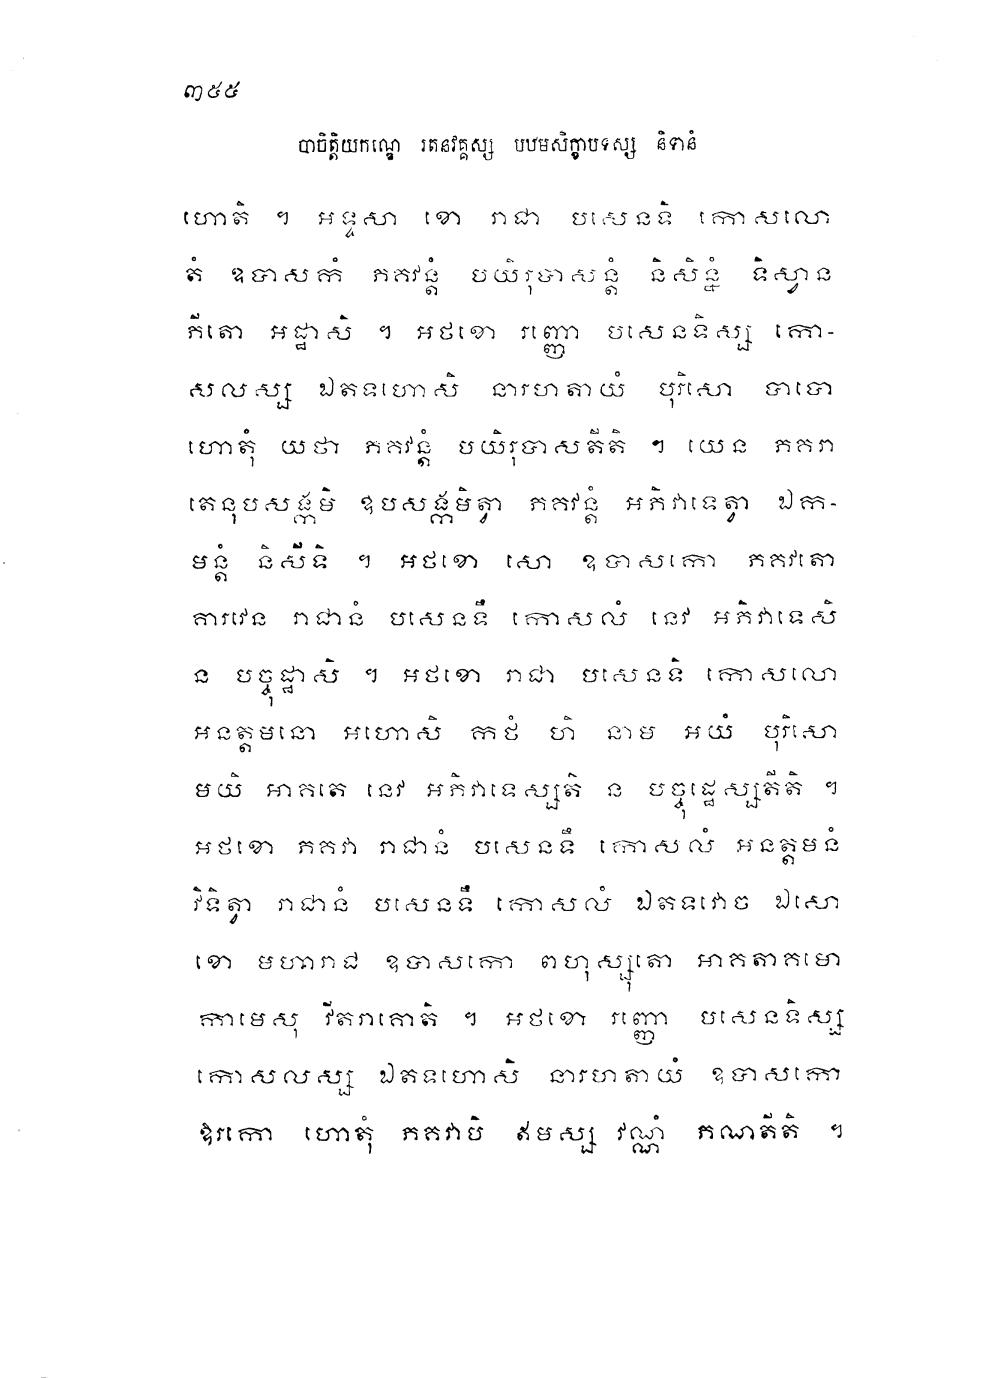 ៣៥៥
បាចិត្តិយកណ្ឌេ រតនវគ្គស្ស បឋមសិក្ខាបទស្ស និទានំ
ហោតិ ។ អទ្ទសា ខោ រាជា បសេនទិ កោសលោ
តំ ឧបាសកំ ភគវន្តំ បយិរុបាសន្តំ និសិន្នំ ទិស្វាន
ភីតោ អដ្ឋាសិ ។ អថខោ រញ្ញោ បសេនទិស្ស កោ-
សលស្ស ឯតទហោសិ នារហតាយំ បុរិសោ បាបោ
ហោតុំ យថា ភគវន្តំ បយិរុបាសតីតិ ។ យេន ភគវា
តេនុបសង្កមិ ឧបសង្កមិត្វា ភគវន្តំ អភិវាទេត្វា ឯក-
មន្តំ និសីទិ ។ អថខោ សោ ឧបាសកោ ភគវតោ
គារវេន រាជានំ បសេនទឹ កោសលំ នេវ អភិវាទេសិ
ន បច្ចុដ្ឋាសិ ។ អថខោ រាជា បសេនទិ កោសលោ
អនត្តមនោ អហោសិ កថំ ហិ នាម អយំ បុរិសោ
មយិ អាគតេ នេវ អភិវាទេស្សតិ ន បច្ចុដ្ឋេស្សតីតិ ។
អថខោ ភគវា រាជានំ បសេនទឹ កោសលំ អនត្តមនំ
វិទិត្វា រាជានំ បសេនទឹ កោសលំ ឯតទវោច ឯសោ
ខោ មហារាជ ឧបាសកោ ពហុស្សុតោ អាគតាគមោ
កាមេសុ វីតរាគោតិ ។ អថខោ រញ្ញោ បសេនទិស្ស
កោសលស្ស ឯតទហោសិ នារហតាយំ ឧបាសកោ
ឱរកោ ហោតុំ ភគវាបិ ឥមស្ស វណ្ណំ ភណតីតិ ។